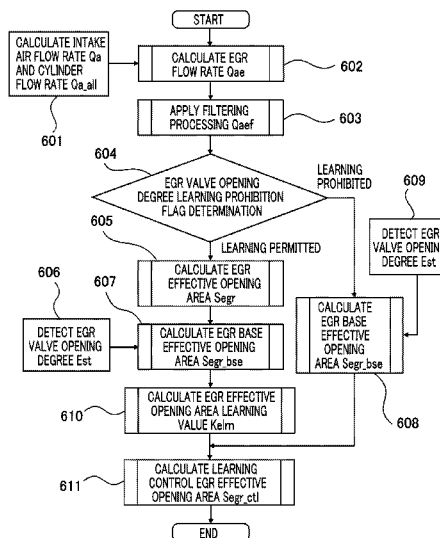 START
CALCULATE INTAKE
AIR FLOW RATE Qa
AND CYLINDER
FLOW RATE Qa_all
601
CALCULATE EGR
FLOW RATE Qae
602
APPLY FILTERING
PROCESSING Qaef
603
604
EGR VALVE OPENING
DEGREE LEARNING PROHIBITION
FLAG DETERMINATION
LEARNING
PROHIBITED
609
DETECT EGR
VALVE OPENING
DEGREE Est
LEARNING PERMITTED
605
CALCULATE EGR
EFFECTIVE OPENING
AREA Segr
606
607
DETECT EGR
VALVE OPENING
DEGREE Est
CALCULATE EGR BASE
EFFECTIVE OPENING
AREA Segr_bse
CALCULATE
EGR BASE
EFFECTIVE
OPENING
AREA Segr_bse
608
610
CALCULATE EGR EFFECTIVE
OPENING AREA LEARNING
VALUE Kelrn
611
CALCULATE LEARNING
CONTROL EGR EFFECTIVE
OPENING AREA Segr_ctl
END